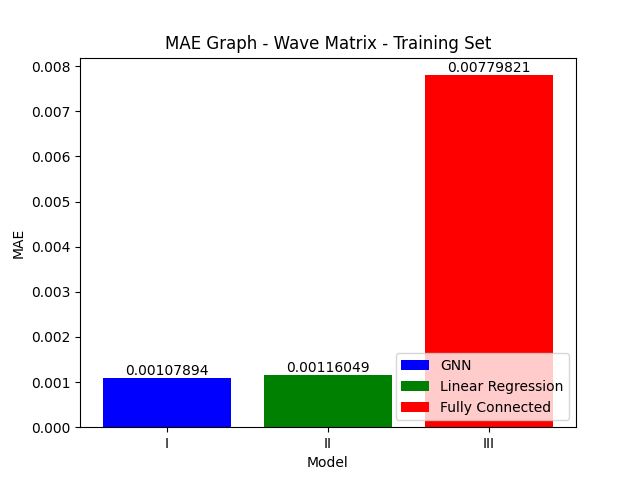 MAE Graph - Wave Matrix - Training Set
0.008
0.007
0.006
0.005
0.004
0.003
0.002
0.001
0.000
MAE
0.00107894
0.00116049
0.00779821
GNN
Linear Regression
Fully Connected
I
II
III
Model